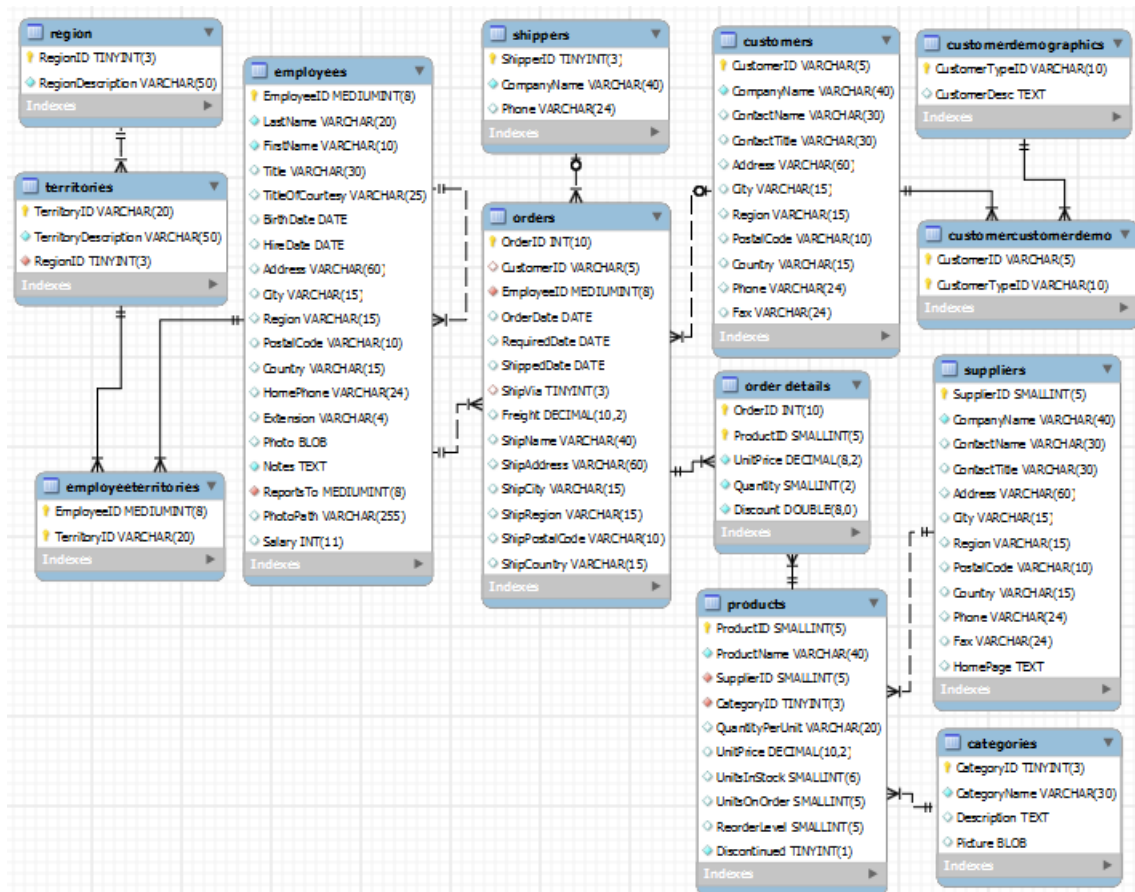 region
RegionID TINYINT(3)
RegionDescription VARCHAR(50)
Indexes
territories
TerritoryID VARCHAR(20)
TerritoryDescription VARCHAR(50)
RegionID TINYINT(3)
Indexes
employeeterritories
EmployeeID MEDIUMINT(8)
TerritoryID VARCHAR(20)
Indexes
employees
EmployeeID MEDIUMINT(8)
LastName VARCHAR(20)
FirstName VARCHAR(10)
Title VARCHAR(30)
TitleOfCourtesy VARCHAR(25)
BirthDate DATE
HireDate DATE
Address VARCHAR(60)
City VARCHAR(15)
Region VARCHAR(15)
PostalCode VARCHAR(10)
Country VARCHAR(15)
HomePhone VARCHAR(24)
Extension VARCHAR(4)
Photo BLOB
Notes TEXT
ReportsTo MEDIUMINT(8)
PhotoPath VARCHAR(255)
Salary INT(11)
Indexes
shippers
ShipperID TINYINT(3)
CompanyName VARCHAR(40)
Phone VARCHAR(24)
Indexes
orders
OrderID INT(10)
CustomerID VARCHAR(5)
EmployeeID MEDIUMINT(8)
OrderDate DATE
RequiredDate DATE
ShippedDate DATE
ShipVia TINYINT(3)
Freight DECIMAL(10,2)
ShipName VARCHAR(40)
ShipAddress VARCHAR(60)
ShipCity VARCHAR(15)
ShipRegion VARCHAR(15)
ShipPostalCode VARCHAR(10)
ShipCountry VARCHAR(15)
Indexes
customers
CustomerID VARCHAR(5)
CompanyName VARCHAR(40)
ContactName VARCHAR(30)
ContactTitle VARCHAR(30)
Address VARCHAR(60)
City VARCHAR(15)
Region VARCHAR(15)
PostalCode VARCHAR(10)
Country VARCHAR(15)
Phone VARCHAR(24)
Fax VARCHAR(24)
Indexes
order details
OrderID INT(10)
ProductID SMALLINT(5)
UnitPrice DECIMAL(8,2)
Quantity SMALLINT(2)
Discount DOUBLE(8,0)
Indexes
products
ProductID SMALLINT(5)
ProductName VARCHAR(40)
SupplierID SMALLINT(5)
CategoryID TINYINT(3)
QuantityPerUnit VARCHAR(20)
UnitPrice DECIMAL(10,2)
UnitsInStock SMALLINT(6)
UnitsOnOrder SMALLINT(5)
ReorderLevel SMALLINT(5)
Discontinued TINYINT(1)
Indexes
customerdemographics
CustomerTypeID VARCHAR(10)
CustomerDesc TEXT
Indexes
customercustomerdemo
CustomerID VARCHAR(5)
CustomerTypeID VARCHAR(10)
Indexes
suppliers
SupplierID SMALLINT(5)
CompanyName VARCHAR(40)
ContactName VARCHAR(30)
ContactTitle VARCHAR(30)
Address VARCHAR(60)
City VARCHAR(15)
Region VARCHAR(15)
PostalCode VARCHAR(10)
Country VARCHAR(15)
Phone VARCHAR(24)
Fax VARCHAR(24)
HomePage TEXT
Indexes
categories
CategoryID TINYINT(3)
CategoryName VARCHAR(30)
Description TEXT
Picture BLOB
Indexes